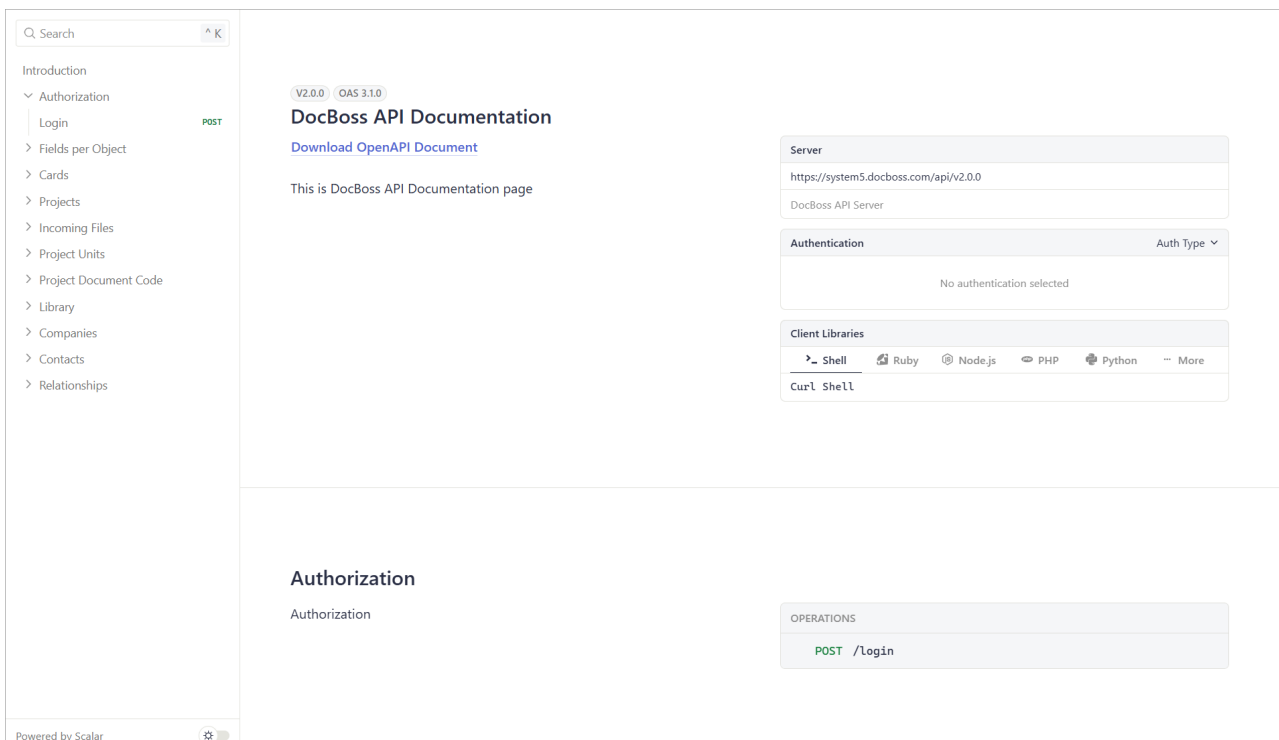 Search ^ K
Introduction
Authorization
Login POST
Fields per Object
Cards
Projects
Incoming Files
Project Units
Project Document Code
Library
Companies
Contacts
Relationships
Powered by Scalar
V2.0.0 OAS 3.1.0
DocBoss API Documentation
Download OpenAPI Document
This is DocBoss API Documentation page
Server
https://system5.docboss.com/api/v2.0.0
DocBoss API Server
Authentication Auth Type
No authentication selected
Client Libraries
Shell Ruby Node.js PHP Python ··· More
Curl Shell
Authorization
Authorization
OPERATIONS
POST /login